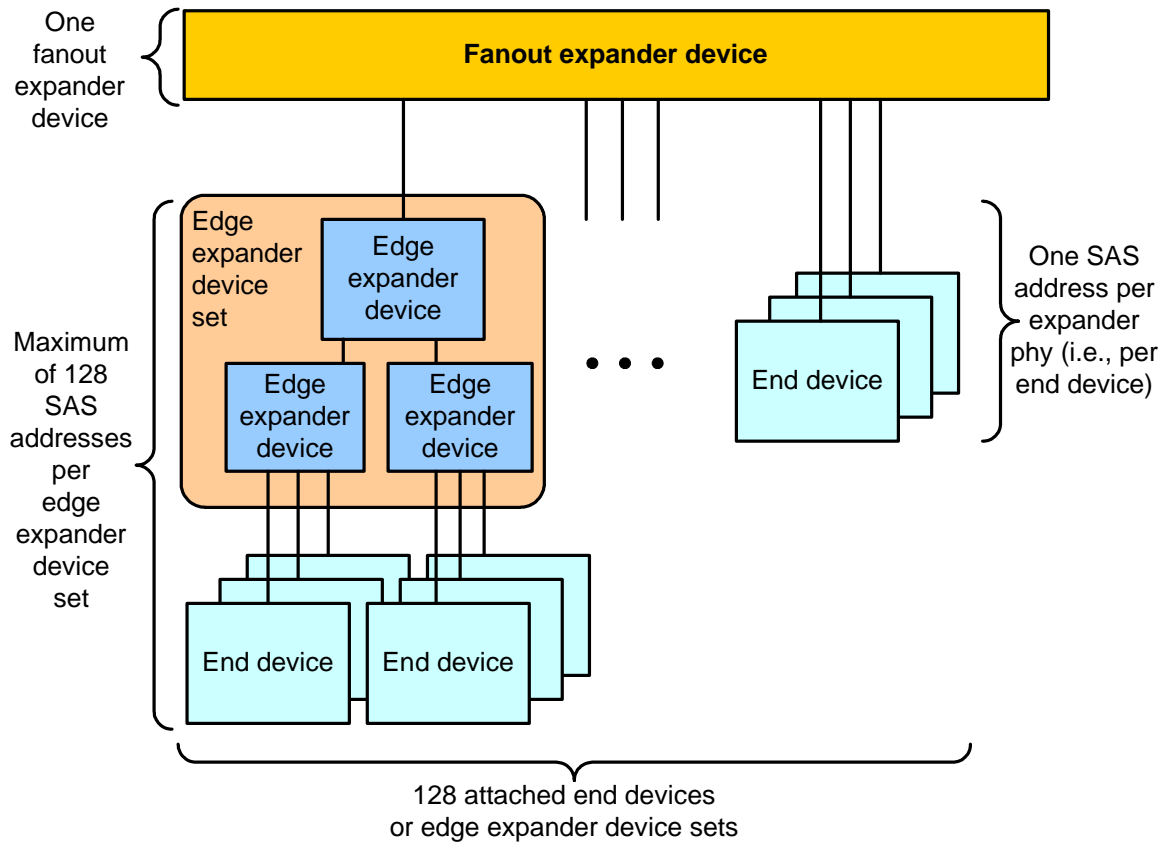 One
fanout
expander
device
Fanout expander device
Edge
expander
device
set
Edge
expander
device
Edge
expander
device
Edge
expander
device
Maximum
of 128
SAS
addresses
per
edge
expander
device
set
End device
End device
End device
One SAS
address per
expander
phy (i.e., per
end device)
128 attached end devices
or edge expander device sets